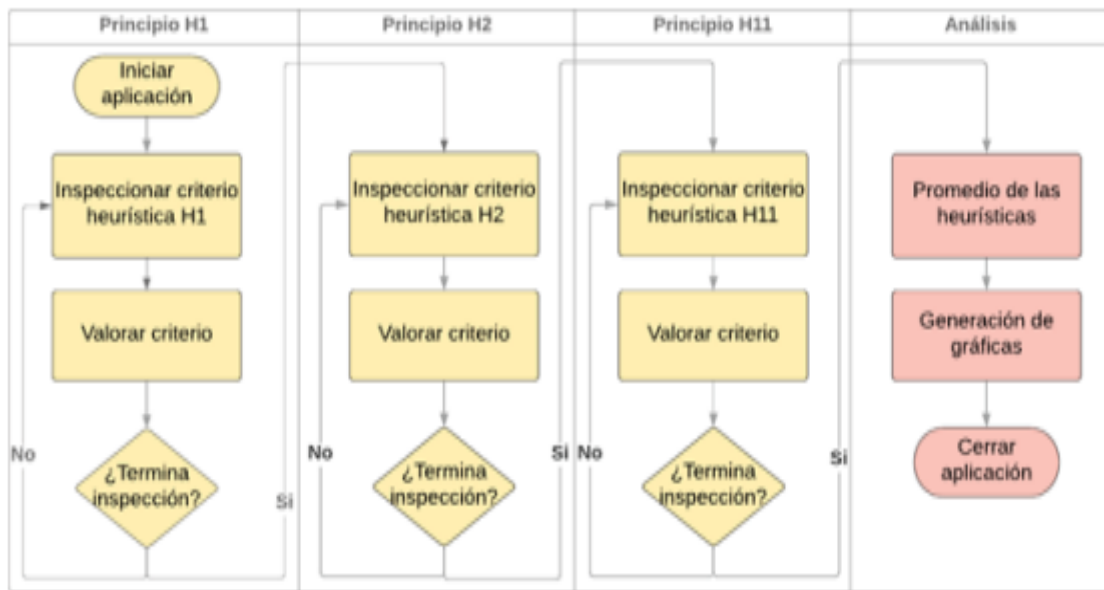 Principio H1
Principio H2
Principio H11
Análisis
Iniciar
aplicación
Inspeccionar criterio
heurística H1
Valorar criterio
¿Termina
inspección?
No
Si
Inspeccionar criterio
heurística H2
Valorar criterio
¿Termina
inspección?
No
Si
Inspeccionar criterio
heurística H11
Valorar criterio
¿Termina
inspección?
No
Si
Promedio de las
heurísticas
Generación de
gráficas
Cerrar
aplicación